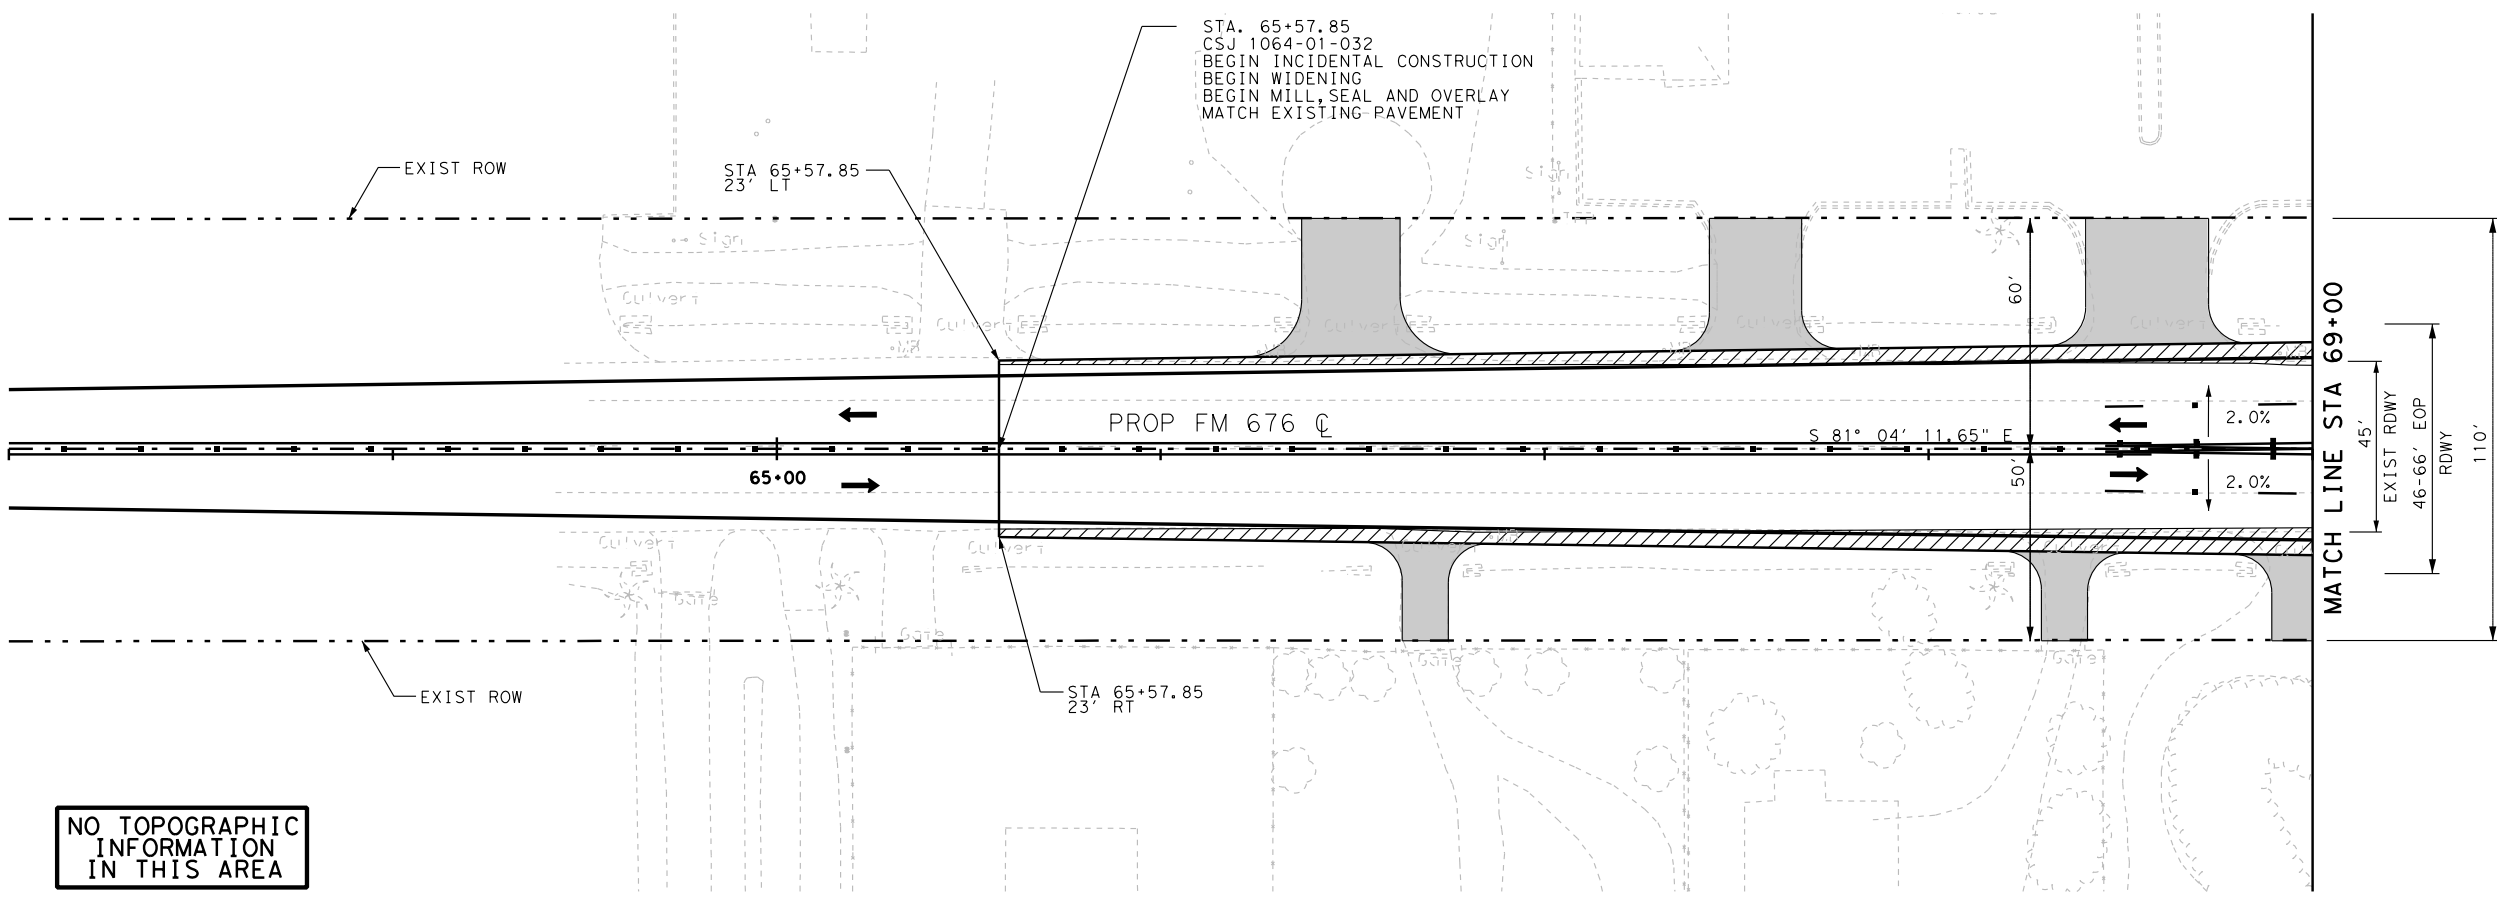 STA. 65+57.85
CSJ 1064-01-032
BEGIN INCIDENTAL CONSTRUCTION
BEGIN WIDENING
BEGIN MILL, SEAL AND OVERLAY
MATCH EXISTING PAVEMENT
EXIST ROW
STA 65+57.85
23' LT
Sign
Sign
Sign
Culvert
Culvert
Culvert
Culvert
Culvert
60'
PROP FM 676 ℄
S 81° 04' 11.65" E
2.0%
65+00
50'
2.0%
MATCH LINE STA 69+00
45'
EXIST RDWY
46-66' EOP
RDWY
110'
Culvert
Culvert
Culvert
Culvert
Gate
Gate
Gate
Gate
EXIST ROW
STA 65+57.85
23' RT
NO TOPOGRAPHIC
INFORMATION
IN THIS AREA